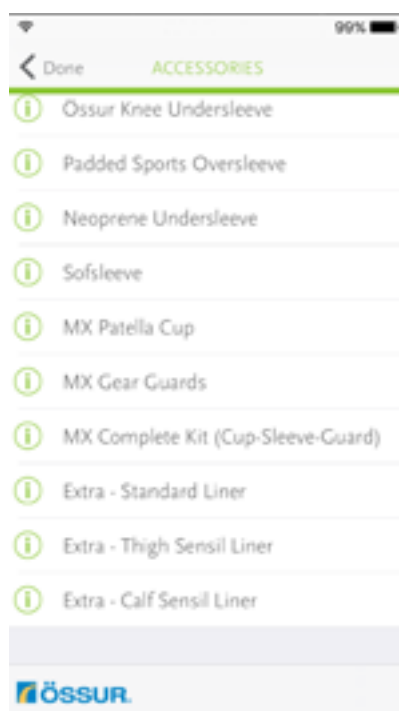 99%
Done ACCESSORIES
Össur Knee Undersleeve
Padded Sports Oversleeve
Neoprene Undersleeve
Sofsleeve
MX Patella Cup
MX Gear Guards
MX Complete Kit (Cup-Sleeve-Guard)
Extra - Standard Liner
Extra - Thigh Sensil Liner
Extra - Calf Sensil Liner
ÖSSUR.